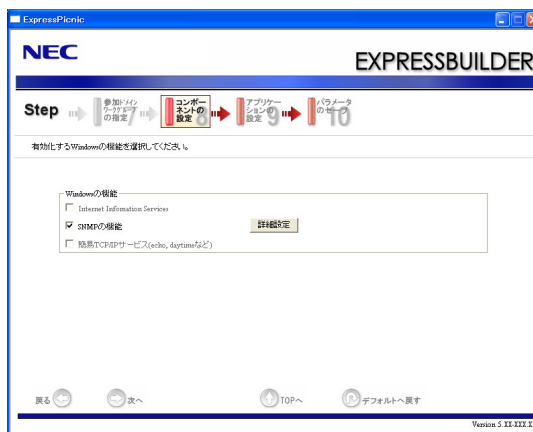 ExpressPicnic
NEC
EXPRESSBUILDER
Step
参加ドメイン
ワークグループ
の指定 7
コンポー
ネントの
設定 8
アプリケー
ションの
設定 9
パラメータ
のセーブ 10
有効化するWindowsの機能を選択してください。
Windowsの機能
Internet Infomation Services
SNMPの機能
詳細設定
簡易TCP/IPサービス(echo, daytimeなど)
戻る
次へ
TOPへ
デフォルトへ戻す
Version 5.XX-XXX.X